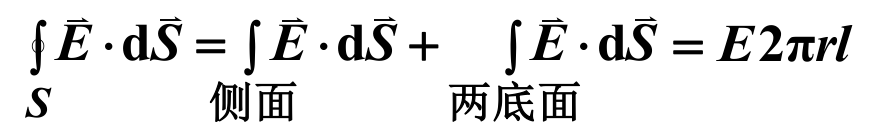 ∮E⃗·dS⃗ = ∫E⃗·dS⃗ + ∫E⃗·dS⃗ = E2πrl
S 侧面 两底面